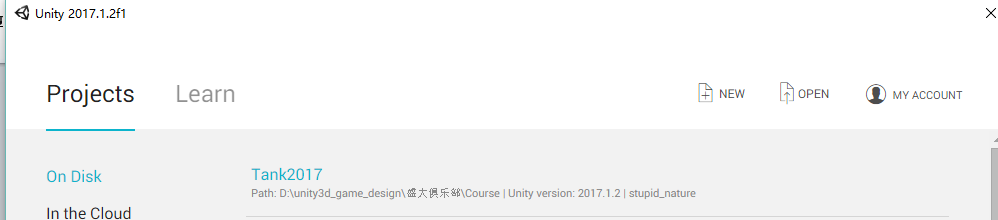 Unity 2017.1.2f1
Projects Learn NEW OPEN MY ACCOUNT
On Disk
Tank2017
Path: D:\unity3d_game_design\盛大俱乐部\Course | Unity version: 2017.1.2 | stupid_nature
In the Cloud